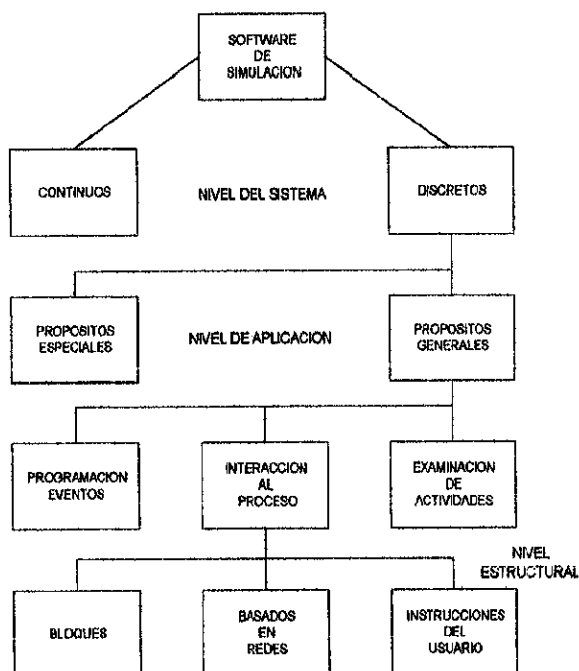 SOFTWARE
DE
SIMULACION
CONTINUOS
NIVEL DEL SISTEMA
DISCRETOS
PROPOSITOS
ESPECIALES
NIVEL DE APLICACION
PROPOSITOS
GENERALES
PROGRAMACION
EVENTOS
INTERACCION
AL
PROCESO
EXAMINACION
DE
ACTIVIDADES
NIVEL
ESTRUCTURAL
BLOQUES
BASADOS
EN
REDES
INSTRUCCIONES
DEL
USUARIO